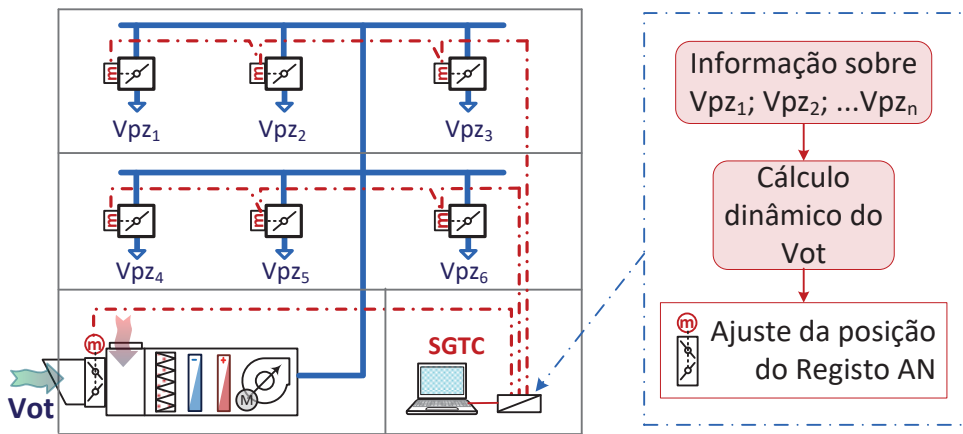 Vpz1
Vpz2
Vpz3
Vpz4
Vpz5
Vpz6
m
m
m
m
m
m
m
-
+
M
Vot
SGTC
Informação sobre
Vpz1; Vpz2; ...Vpzn
Cálculo
dinâmico do
Vot
m
Ajuste da posição
do Registo AN